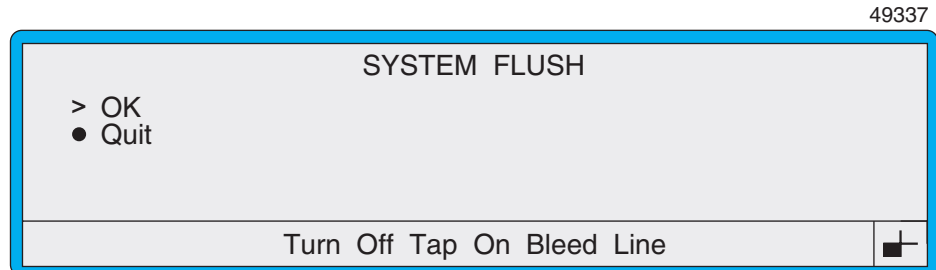 49337
SYSTEM FLUSH
> OK
● Quit
Turn Off Tap On Bleed Line